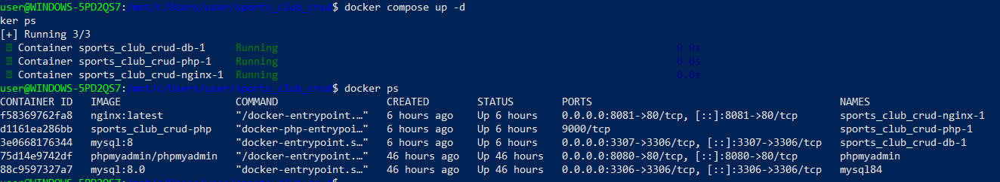 user@WINDOWS-5PD2QS7:/mnt/c/Users/user/sports_club_crud$ docker compose up -d
ker ps
[+] Running 3/3
Container sports_club_crud-db-1 Running 0.0s
Container sports_club_crud-php-1 Running 0.0s
Container sports_club_crud-nginx-1 Running 0.0s
user@WINDOWS-5PD2QS7:/mnt/c/Users/user/sports_club_crud$ docker ps
CONTAINER ID IMAGE COMMAND CREATED STATUS PORTS NAMES
f58369762fa8 nginx:latest "/docker-entrypoint.…" 6 hours ago Up 6 hours 0.0.0.0:8081->80/tcp, [::]:8081->80/tcp sports_club_crud-nginx-1
d1161ea286bb sports_club_crud-php "docker-php-entrypoi…" 6 hours ago Up 6 hours 9000/tcp sports_club_crud-php-1
3e0668176344 mysql:8 "docker-entrypoint.s…" 6 hours ago Up 6 hours 0.0.0.0:3307->3306/tcp, [::]:3307->3306/tcp sports_club_crud-db-1
75d14e9742df phpmyadmin/phpmyadmin "/docker-entrypoint.…" 46 hours ago Up 46 hours 0.0.0.0:8080->80/tcp, [::]:8080->80/tcp phpmyadmin
88c9597327a7 mysql:8.0 "docker-entrypoint.s…" 46 hours ago Up 46 hours 0.0.0.0:3306->3306/tcp, [::]:3306->3306/tcp mysql84